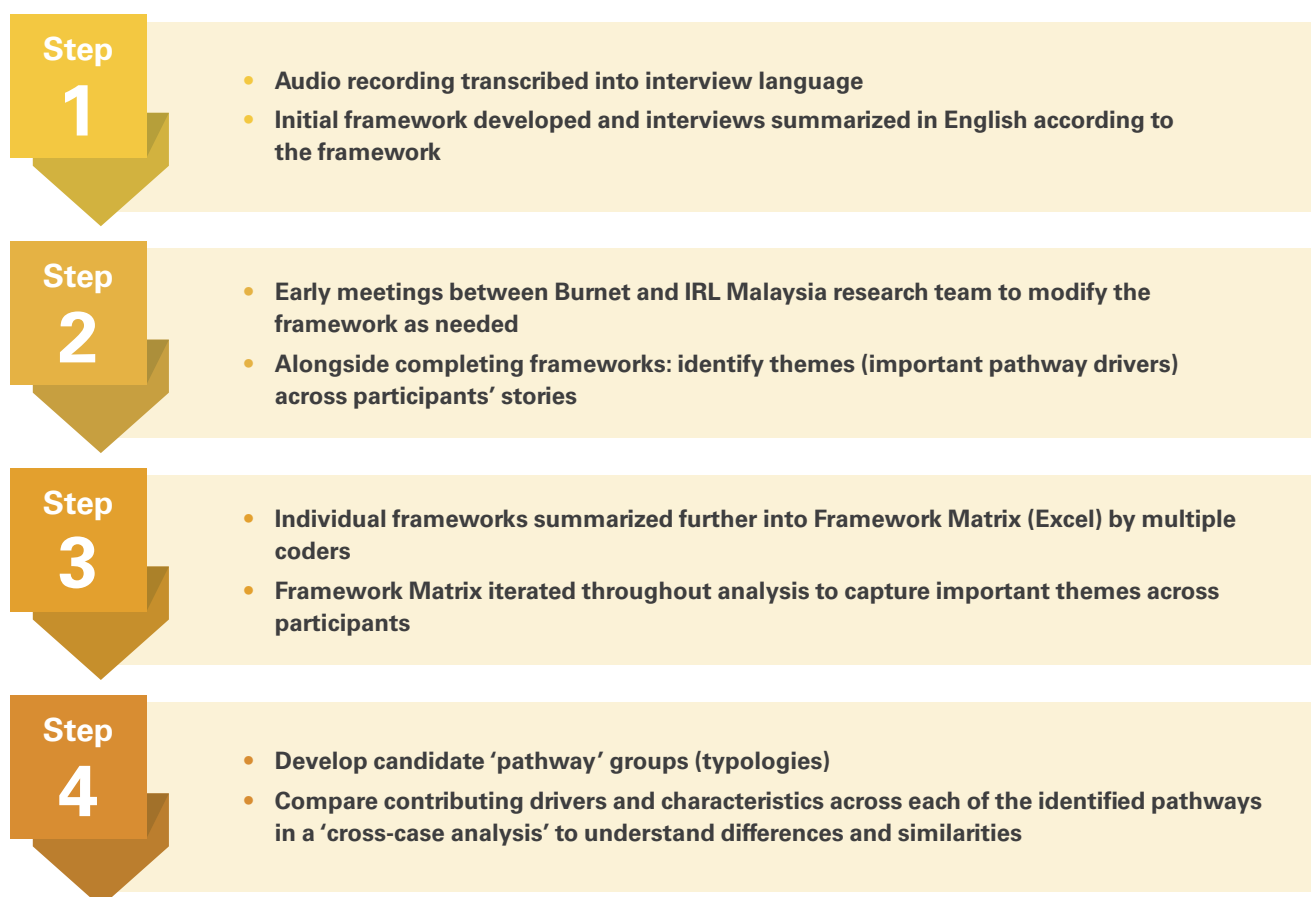 Step
1
• Audio recording transcribed into interview language
• Initial framework developed and interviews summarized in English according to
the framework
Step
2
• Early meetings between Burnet and IRL Malaysia research team to modify the
framework as needed
• Alongside completing frameworks: identify themes (important pathway drivers)
across participants’ stories
Step
3
• Individual frameworks summarized further into Framework Matrix (Excel) by multiple
coders
• Framework Matrix iterated throughout analysis to capture important themes across
participants
Step
4
• Develop candidate ‘pathway’ groups (typologies)
• Compare contributing drivers and characteristics across each of the identified pathways
in a ‘cross-case analysis’ to understand differences and similarities